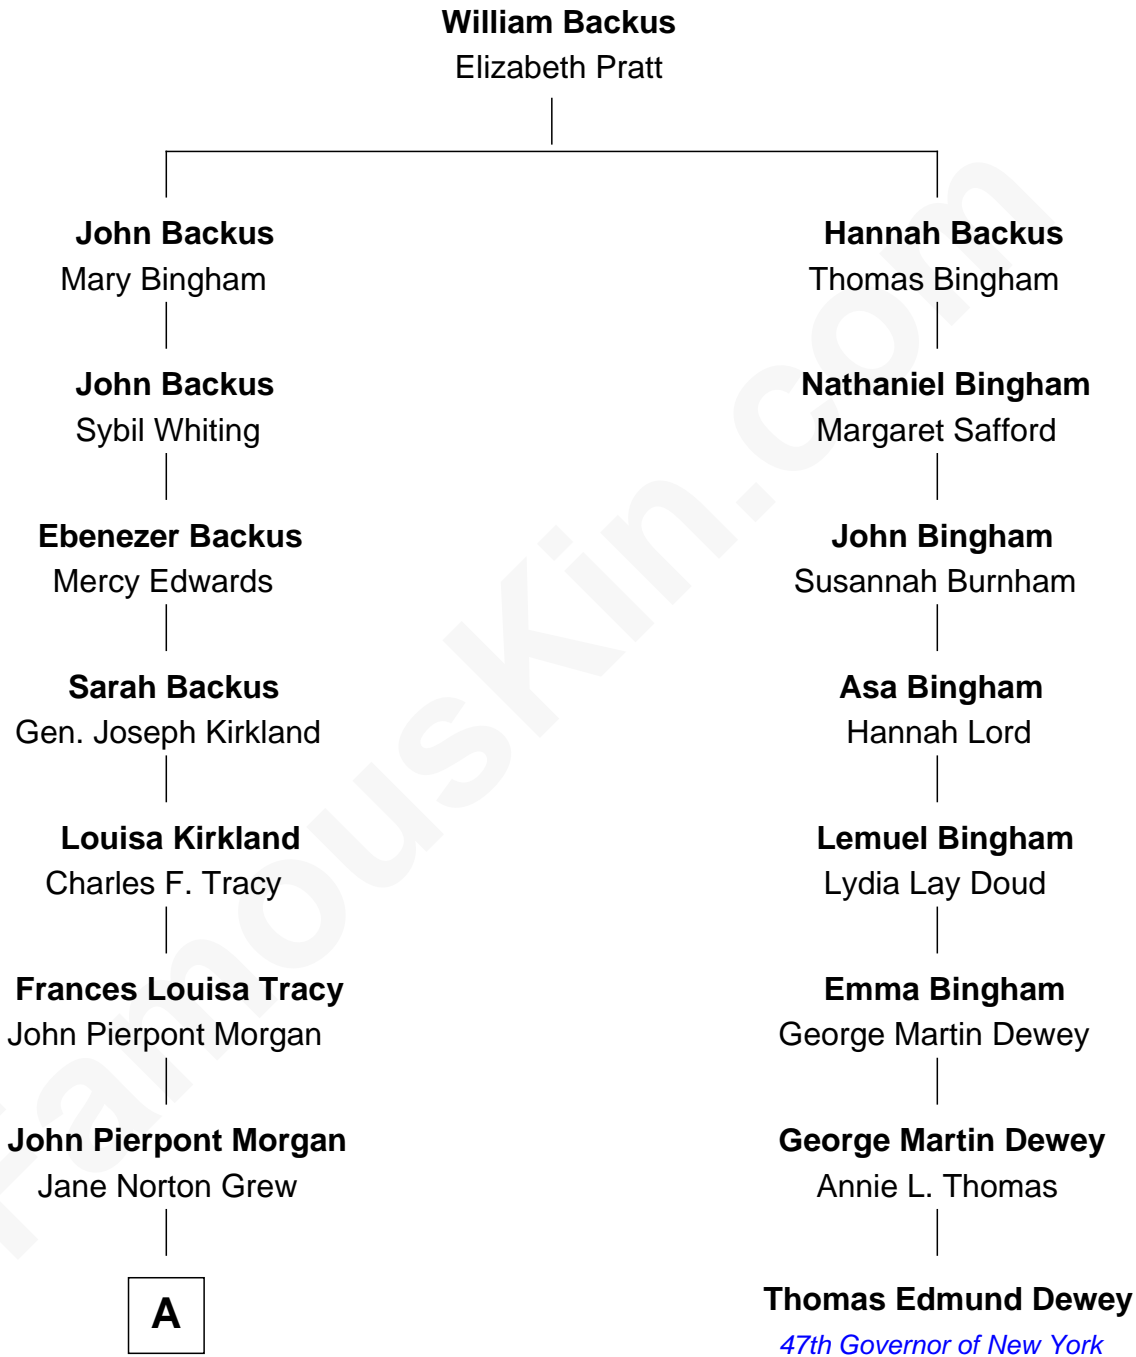 William Backus
Elizabeth Pratt
John Backus
Mary Bingham
Hannah Backus
Thomas Bingham
John Backus
Sybil Whiting
Nathaniel Bingham
Margaret Safford
Ebenezer Backus
Mercy Edwards
John Bingham
Susannah Burnham
Sarah Backus
Gen. Joseph Kirkland
Asa Bingham
Hannah Lord
Louisa Kirkland
Charles F. Tracy
Lemuel Bingham
Lydia Lay Doud
Frances Louisa Tracy
John Pierpont Morgan
Emma Bingham
George Martin Dewey
John Pierpont Morgan
Jane Norton Grew
George Martin Dewey
Annie L. Thomas
A
Thomas Edmund Dewey
47th Governor of New York
FamousKin.com